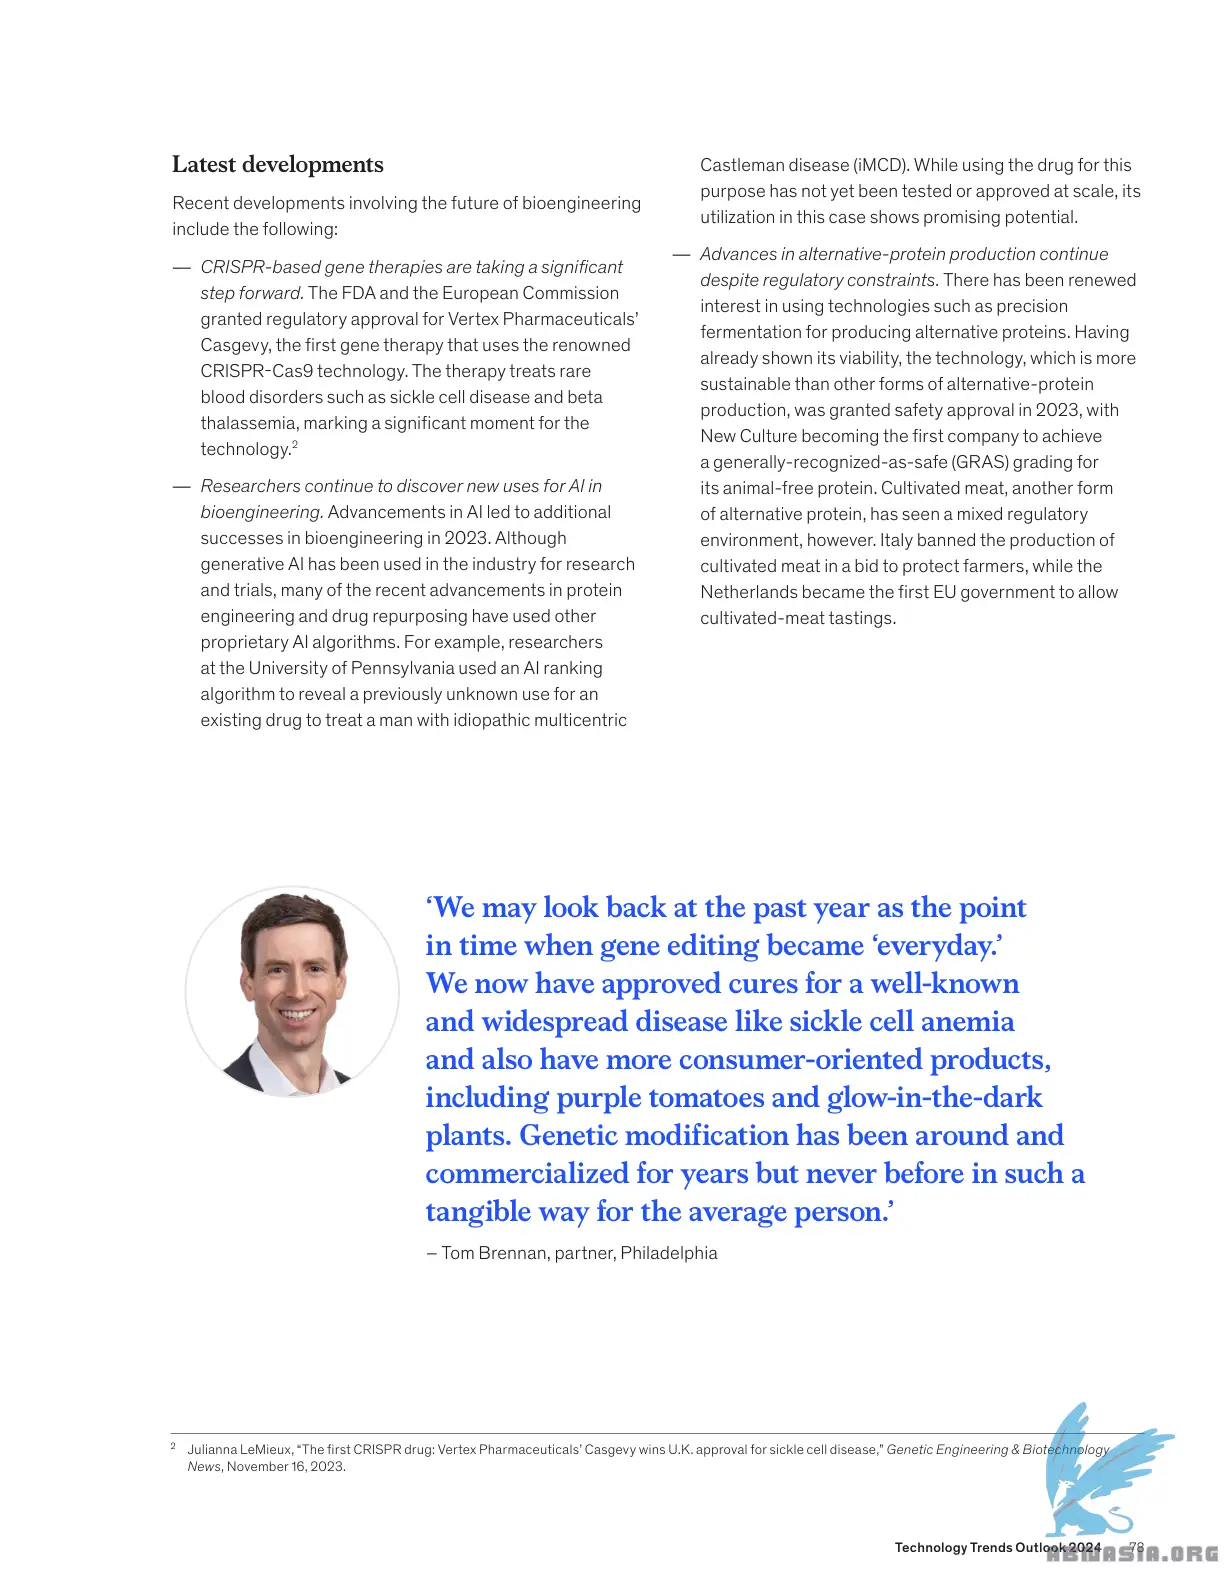 Latest developments
Recent developments involving the future of bioengineering
include the following:
— CRISPR-based gene therapies are taking a significant
step forward. The FDA and the European Commission
granted regulatory approval for Vertex Pharmaceuticals’
Casgevy, the first gene therapy that uses the renowned
CRISPR-Cas9 technology. The therapy treats rare
blood disorders such as sickle cell disease and beta
thalassemia, marking a significant moment for the
technology.2
— Researchers continue to discover new uses for AI in
bioengineering. Advancements in AI led to additional
successes in bioengineering in 2023. Although
generative AI has been used in the industry for research
and trials, many of the recent advancements in protein
engineering and drug repurposing have used other
proprietary AI algorithms. For example, researchers
at the University of Pennsylvania used an AI ranking
algorithm to reveal a previously unknown use for an
existing drug to treat a man with idiopathic multicentric
Castleman disease (iMCD). While using the drug for this
purpose has not yet been tested or approved at scale, its
utilization in this case shows promising potential.
— Advances in alternative-protein production continue
despite regulatory constraints. There has been renewed
interest in using technologies such as precision
fermentation for producing alternative proteins. Having
already shown its viability, the technology, which is more
sustainable than other forms of alternative-protein
production, was granted safety approval in 2023, with
New Culture becoming the first company to achieve
a generally-recognized-as-safe (GRAS) grading for
its animal-free protein. Cultivated meat, another form
of alternative protein, has seen a mixed regulatory
environment, however. Italy banned the production of
cultivated meat in a bid to protect farmers, while the
Netherlands became the first EU government to allow
cultivated-meat tastings.
‘We may look back at the past year as the point
in time when gene editing became ‘everyday.’
We now have approved cures for a well-known
and widespread disease like sickle cell anemia
and also have more consumer-oriented products,
including purple tomatoes and glow-in-the-dark
plants. Genetic modification has been around and
commercialized for years but never before in such a
tangible way for the average person.’
– Tom Brennan, partner, Philadelphia
2 Julianna LeMieux, “The first CRISPR drug: Vertex Pharmaceuticals’ Casgevy wins U.K. approval for sickle cell disease,” Genetic Engineering & Biotechnology
News, November 16, 2023.
Technology Trends Outlook 2024 78
ABWASIA.ORG